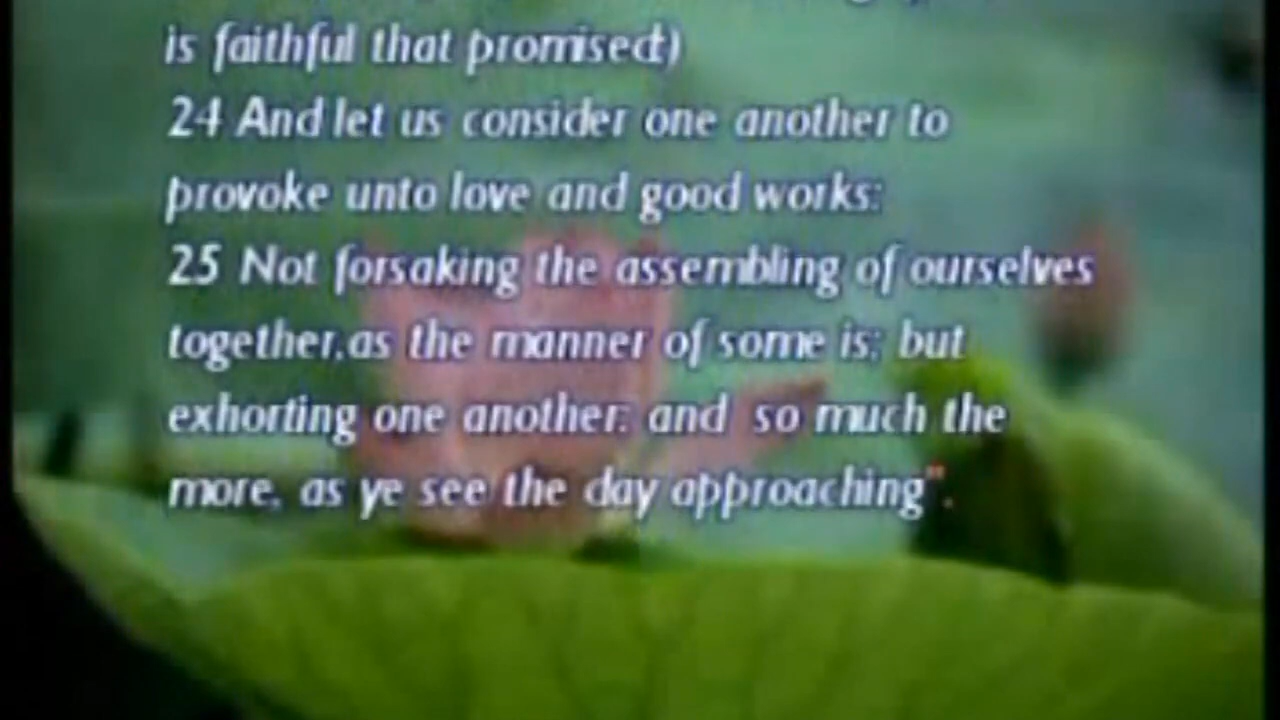 is faithful that promised;)
24 And let us consider one another to
provoke unto love and good works:
25 Not forsaking the assembling of ourselves
together,as the manner of some is; but
exhorting one another: and so much the
more, as ye see the day approaching".